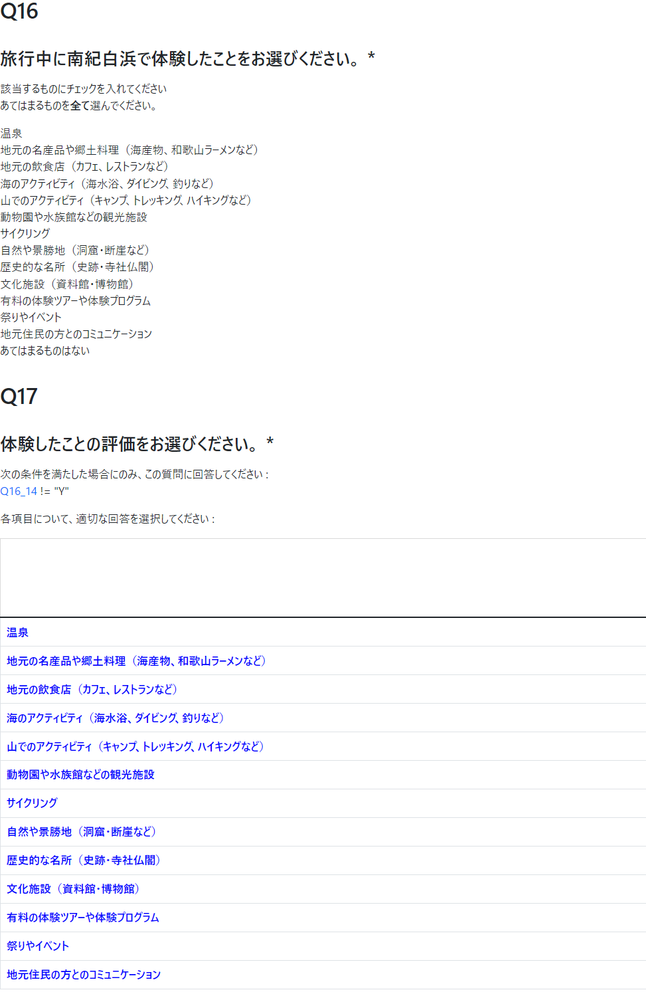 Q16
旅行中に南紀白浜で体験したことをお選びください。 *
該当するものにチェックを入れてください
あてはまるものを全て選んでください。
温泉
地元の名産品や郷土料理（海産物、和歌山ラーメンなど）
地元の飲食店（カフェ、レストランなど）
海のアクティビティ（海水浴、ダイビング、釣りなど）
山でのアクティビティ（キャンプ、トレッキング、ハイキングなど）
動物園や水族館などの観光施設
サイクリング
自然や景勝地（洞窟・断崖など）
歴史的な名所（史跡・寺社仏閣）
文化施設（資料館・博物館）
有料の体験ツアーや体験プログラム
祭りやイベント
地元住民の方とのコミュニケーション
あてはまるものはない
Q17
体験したことの評価をお選びください。 *
次の条件を満たした場合にのみ、この質問に回答してください :
Q16_14 != "Y"
各項目について、適切な回答を選択してください :
温泉
地元の名産品や郷土料理（海産物、和歌山ラーメンなど）
地元の飲食店（カフェ、レストランなど）
海のアクティビティ（海水浴、ダイビング、釣りなど）
山でのアクティビティ（キャンプ、トレッキング、ハイキングなど）
動物園や水族館などの観光施設
サイクリング
自然や景勝地（洞窟・断崖など）
歴史的な名所（史跡・寺社仏閣）
文化施設（資料館・博物館）
有料の体験ツアーや体験プログラム
祭りやイベント
地元住民の方とのコミュニケーション